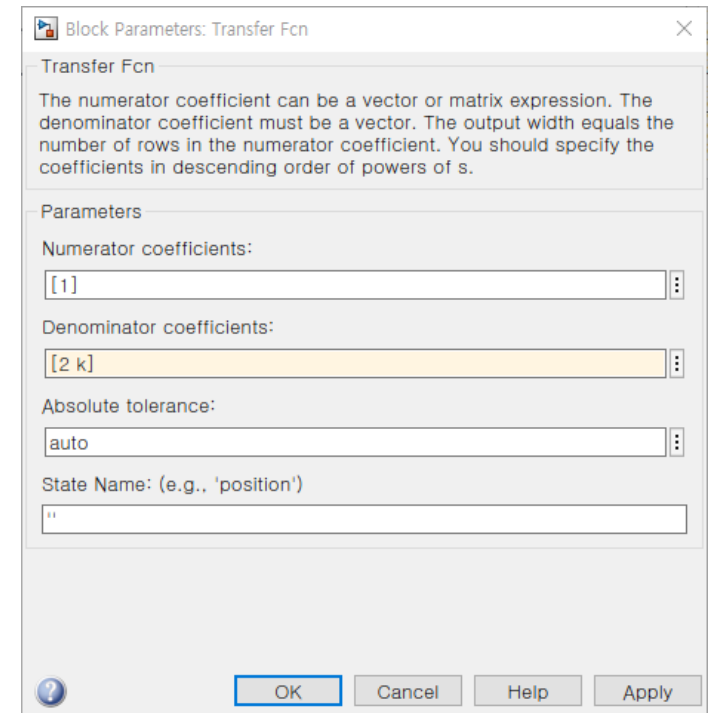 Block Parameters: Transfer Fcn
Transfer Fcn
The numerator coefficient can be a vector or matrix expression. The
denominator coefficient must be a vector. The output width equals the
number of rows in the numerator coefficient. You should specify the
coefficients in descending order of powers of s.
Parameters
Numerator coefficients:
[1]
Denominator coefficients:
[2 k]
Absolute tolerance:
auto
State Name: (e.g., 'position')
''
OK Cancel Help Apply